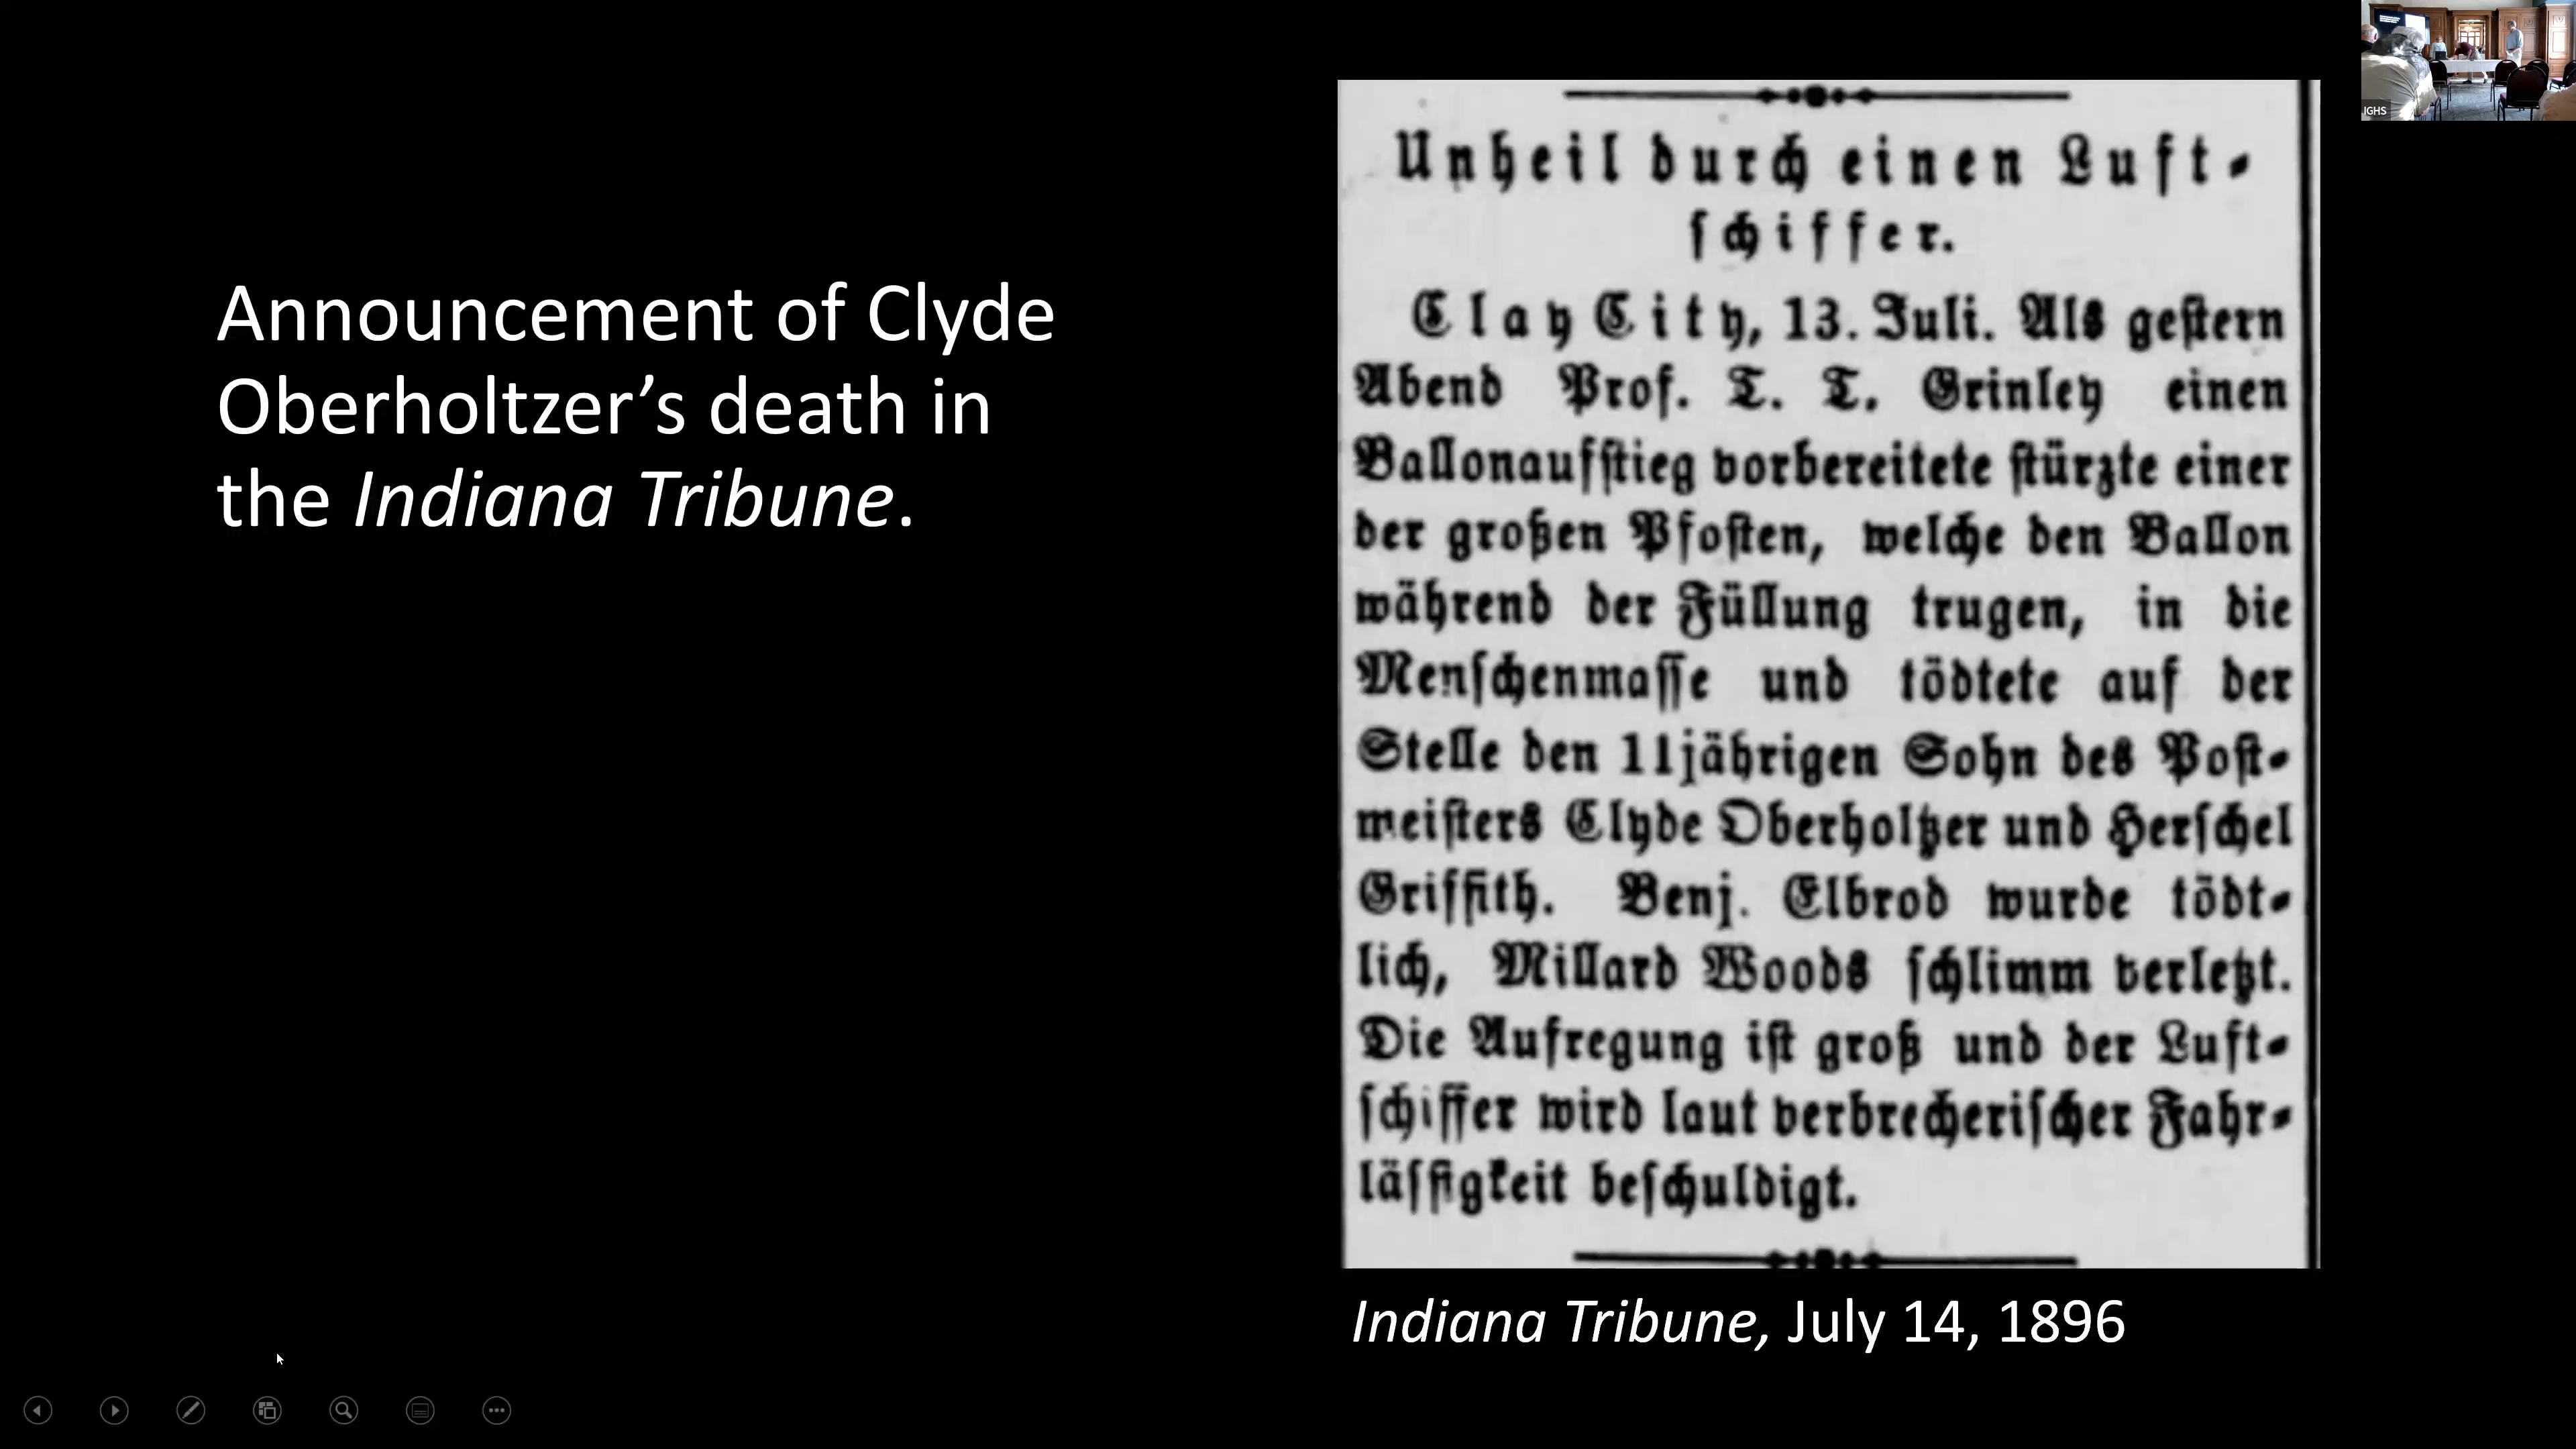 Announcement of Clyde
Oberholtzer’s death in
the Indiana Tribune.
Unheil durch einen Luft-
ſchiffer.
Clay City, 13. Juli. Als geſtern
Abend Prof. T. T. Grinley einen
Ballonaufſtieg vorbereitete ſtürzte einer
der großen Pfoſten, welche den Ballon
während der Füllung trugen, in die
Menſchenmaſſe und tödtete auf der
Stelle den 11jährigen Sohn des Poſt-
meiſters Clyde Oberholtzer und Herſchel
Griffith. Benj. Elbrod wurde tödt-
lich, Millard Woods ſchlimm verletzt.
Die Aufregung iſt groß und der Luft-
ſchiffer wird laut verbrecheriſcher Fahr-
läſſigkeit beſchuldigt.
Indiana Tribune, July 14, 1896
IGHS